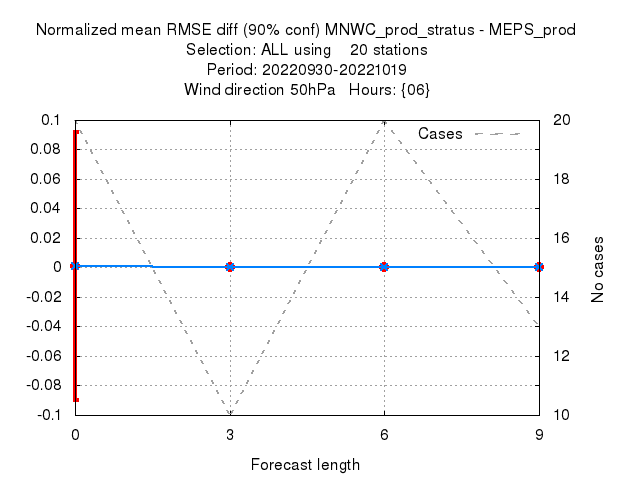 Normalized mean RMSE diff (90% conf) MNWC_prod_stratus - MEPS_prod
Selection: ALL using    20 stations
Period: 20220930-20221019
Wind direction 50hPa   Hours: {06}
Cases
0.1
0.08
0.06
0.04
0.02
0
-0.02
-0.04
-0.06
-0.08
-0.1
20
18
16
14
12
10
No cases
0 3 6 9
Forecast length